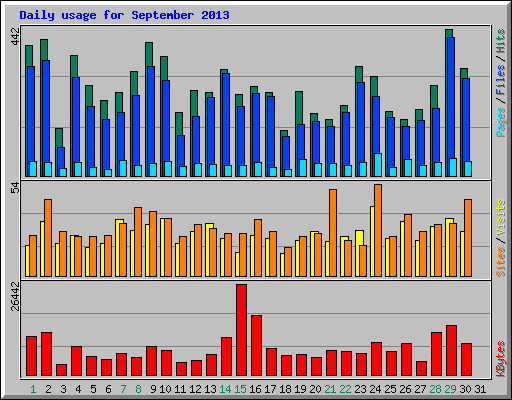 Daily usage for September 2013
442
Pages / Files / Hits
54
Sites / Visits
26442
KBytes
1 2 3 4 5 6 7 8 9 10 11 12 13 14 15 16 17 18 19 20 21 22 23 24 25 26 27 28 29 30 31